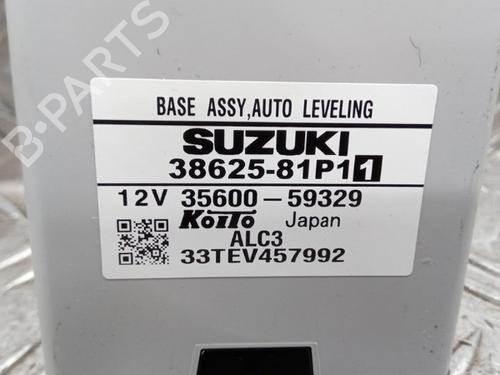 B-PARTS
BASE ASSY,AUTO LEVELING
SUZUKI
38625-81P11
12V 35600-59329
KOITO Japan
ALC3
33TEV457992